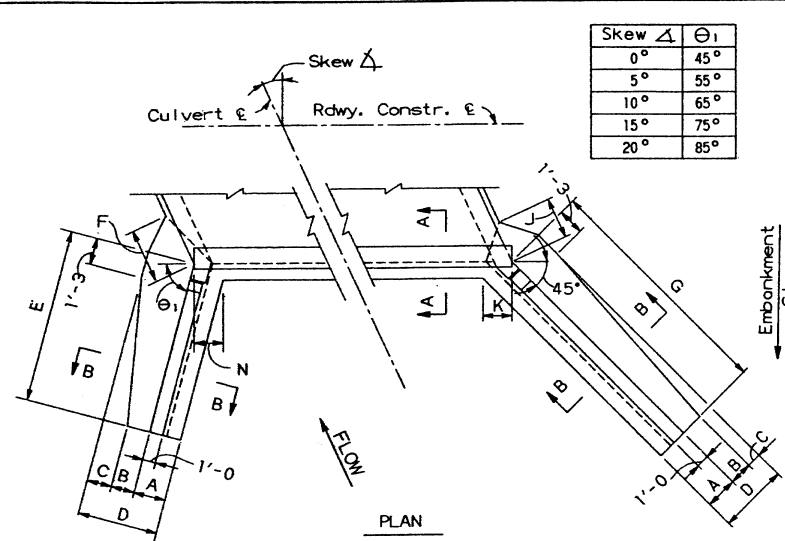 Skew ∡ Θ₁
0° 45°
5° 55°
10° 65°
15° 75°
20° 85°
Skew ∡
Culvert ℄ Rdwy. Constr. ℄
F
A
J
1'-3
E
1'-3
Θ₁
45°
G
Embankment
A
K
B
B
N
B
B
FLOW
1'-0
C B A
D
1'-0
A B C
D
PLAN